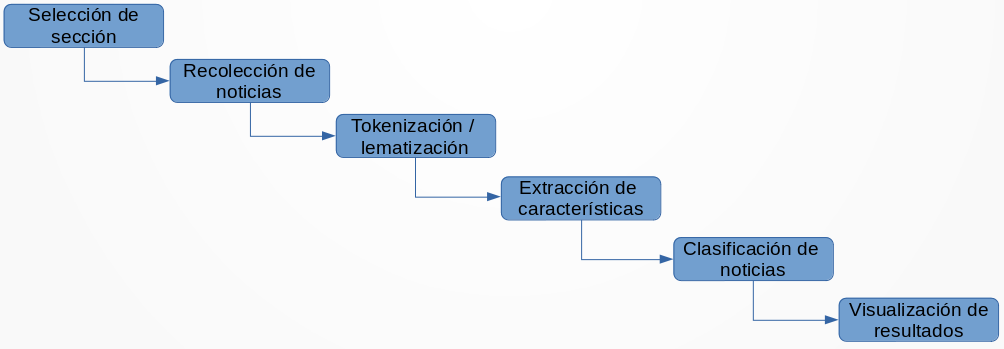 Selección de
sección
Recolección de
noticias
Tokenización /
lematización
Extracción de
características
Clasificación de
noticias
Visualización de
resultados